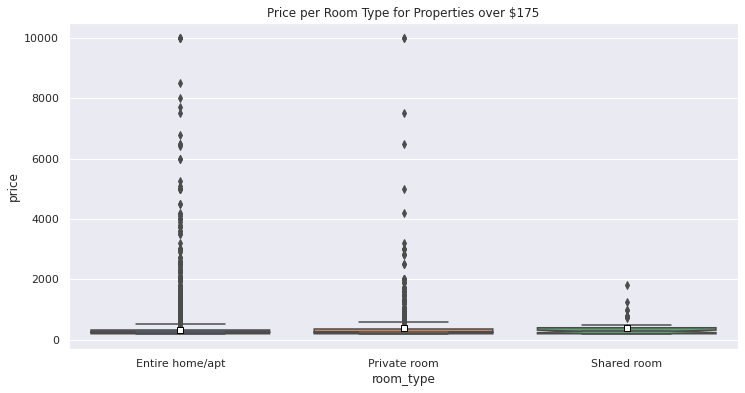 Price per Room Type for Properties over $175
10000
8000
6000
4000
2000
0
price
Entire home/apt
Private room
Shared room
room_type